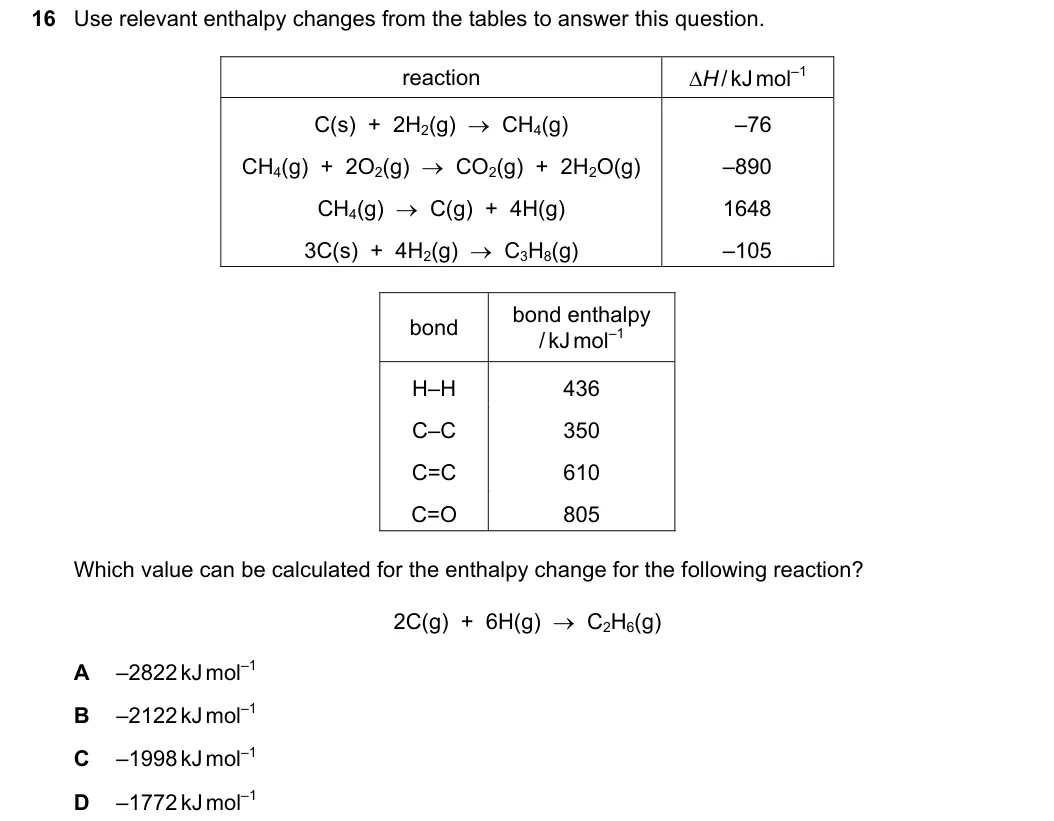 16 Use relevant enthalpy changes from the tables to answer this question.
reaction ΔH / kJ mol⁻¹
C(s) + 2H₂(g) → CH₄(g) –76
CH₄(g) + 2O₂(g) → CO₂(g) + 2H₂O(g) –890
CH₄(g) → C(g) + 4H(g) 1648
3C(s) + 4H₂(g) → C₃H₈(g) –105
bond bond enthalpy
/ kJ mol⁻¹
H–H 436
C–C 350
C=C 610
C=O 805
Which value can be calculated for the enthalpy change for the following reaction?
2C(g) + 6H(g) → C₂H₆(g)
A –2822 kJ mol⁻¹
B –2122 kJ mol⁻¹
C –1998 kJ mol⁻¹
D –1772 kJ mol⁻¹